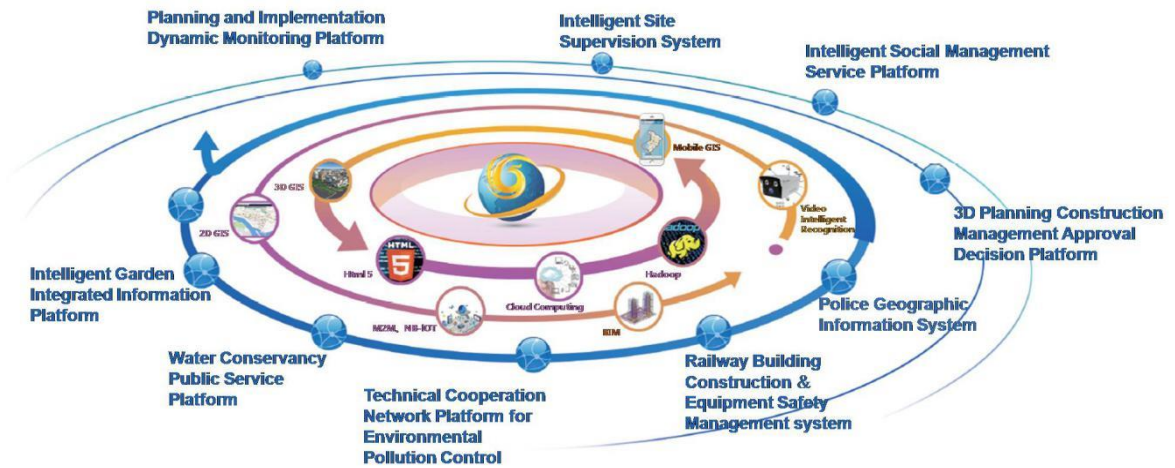 Planning and Implementation
Dynamic Monitoring Platform
Intelligent Site
Supervision System
Intelligent Social Management
Service Platform
Mobile GIS
3D GIS
Video
Intelligent
Recognition
2D GIS
3D Planning Construction
Management Approval
Decision Platform
HTML
5
Html 5
hadoop
Hadoop
Cloud Computing
Intelligent Garden
Integrated Information
Platform
M2M, NB-IOT
BIM
Police Geographic
Information System
Water Conservancy
Public Service
Platform
Technical Cooperation
Network Platform for
Environmental
Pollution Control
Railway Building
Construction &
Equipment Safety
Management system